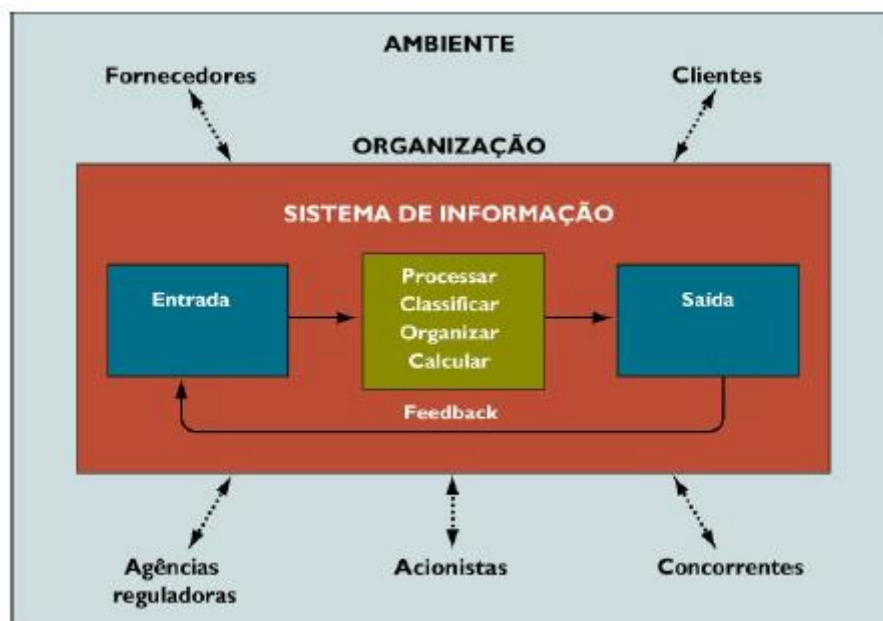 AMBIENTE
Fornecedores
Clientes
ORGANIZAÇÃO
SISTEMA DE INFORMAÇÃO
Entrada
Processar
Classificar
Organizar
Calcular
Saída
Feedback
Agências
reguladoras
Acionistas
Concorrentes